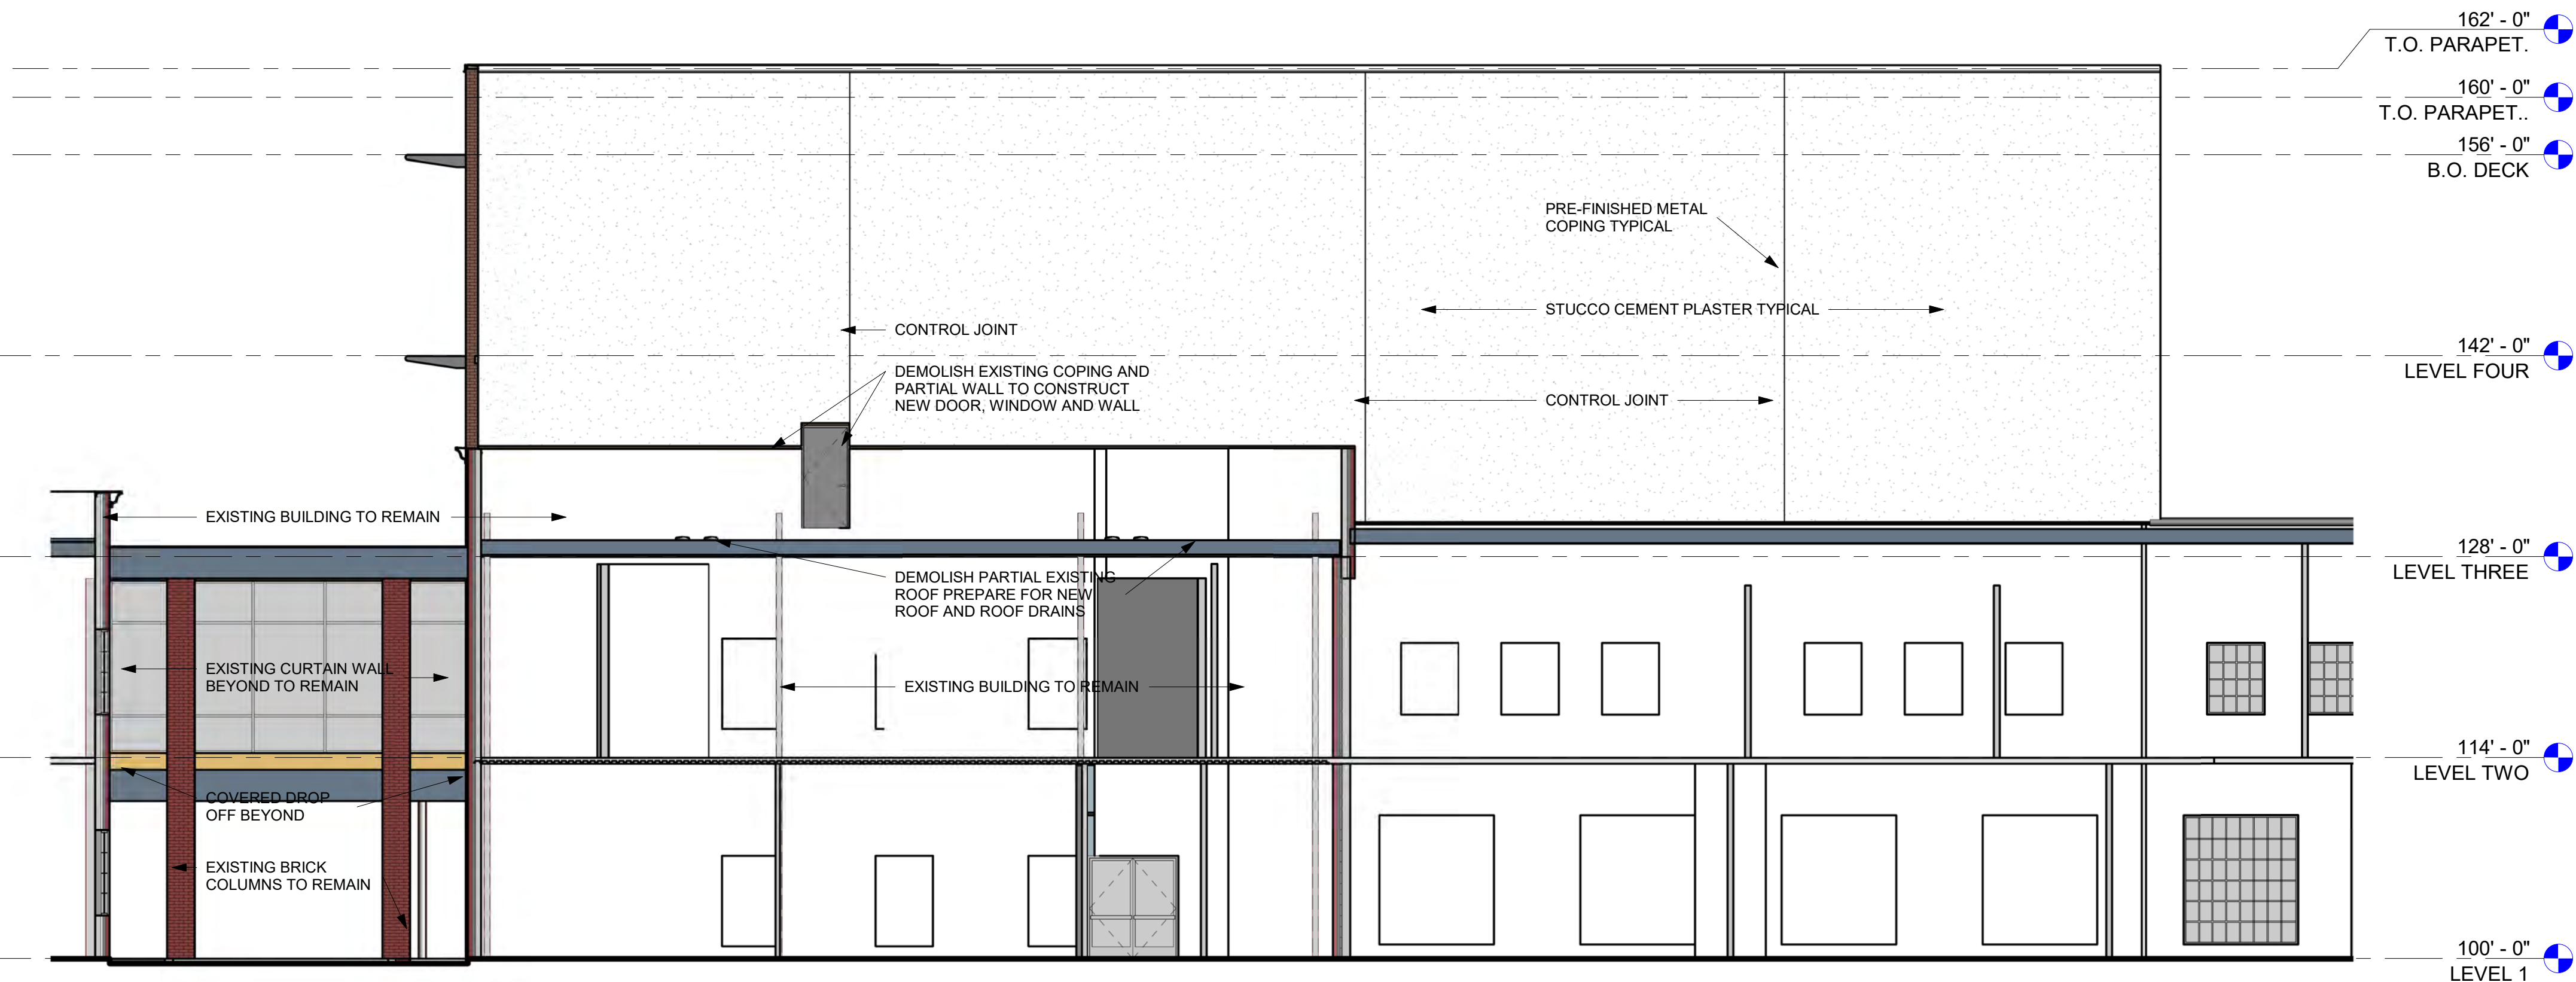 162' - 0"
T.O. PARAPET.
160' - 0"
T.O. PARAPET..
156' - 0"
B.O. DECK
PRE-FINISHED METAL
COPING TYPICAL
STUCCO CEMENT PLASTER TYPICAL
CONTROL JOINT
142' - 0"
LEVEL FOUR
DEMOLISH EXISTING COPING AND
PARTIAL WALL TO CONSTRUCT
NEW DOOR, WINDOW AND WALL
CONTROL JOINT
EXISTING BUILDING TO REMAIN
128' - 0"
LEVEL THREE
DEMOLISH PARTIAL EXISTING
ROOF PREPARE FOR NEW
ROOF AND ROOF DRAINS
EXISTING CURTAIN WALL
BEYOND TO REMAIN
EXISTING BUILDING TO REMAIN
114' - 0"
LEVEL TWO
COVERED DROP
OFF BEYOND
EXISTING BRICK
COLUMNS TO REMAIN
100' - 0"
LEVEL 1